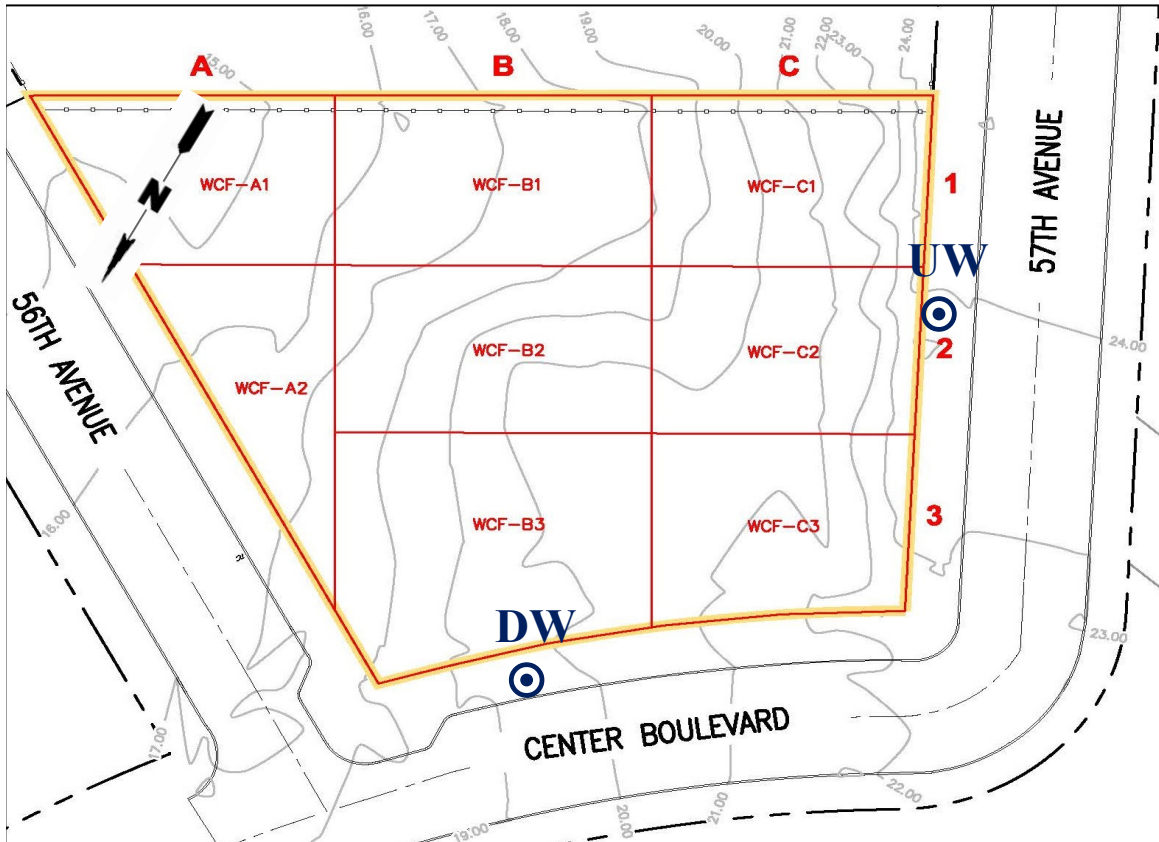 16.00
17.00
18.00
19.00
20.00
21.00
22.00
23.00
24.00
A
B
C
15.00
N
WCF-A1
WCF-B1
WCF-C1
1
57TH AVENUE
UW
56TH AVENUE
WCF-A2
WCF-B2
WCF-C2
2
24.00
16.00
WCF-B3
WCF-C3
3
DW
23.00
17.00
CENTER BOULEVARD
19.00
20.00
21.00
22.00